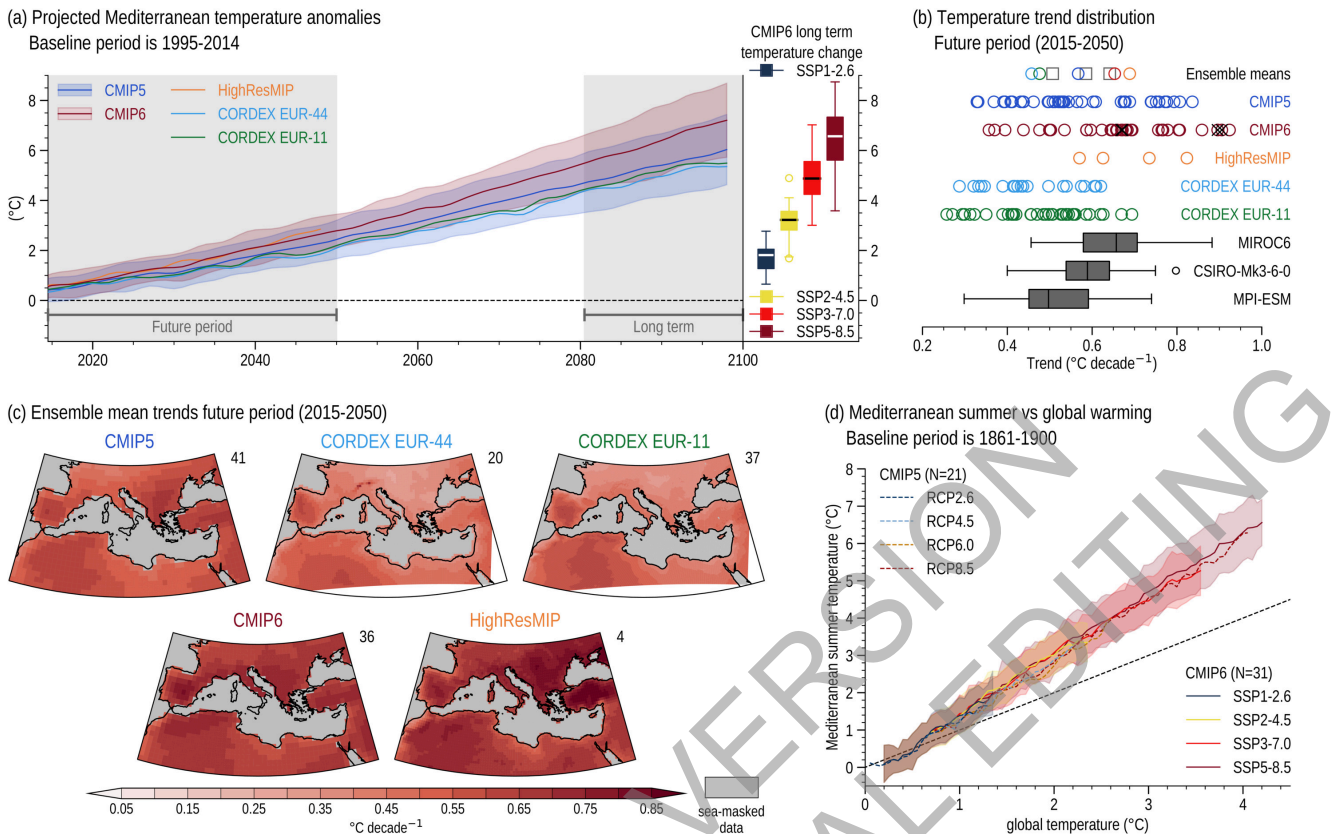 (a) Projected Mediterranean temperature anomalies
Baseline period is 1995-2014
CMIP6 long term
temperature change
SSP1-2.6
CMIP5
CMIP6
HighResMIP
CORDEX EUR-44
CORDEX EUR-11
(°C)
8
6
4
2
0
8
6
4
2
0
SSP2-4.5
SSP3-7.0
SSP5-8.5
Future period
Long term
2020
2040
2060
2080
2100
(b) Temperature trend distribution
Future period (2015-2050)
Ensemble means
CMIP5
CMIP6
HighResMIP
CORDEX EUR-44
CORDEX EUR-11
MIROC6
CSIRO-Mk3-6-0
MPI-ESM
0.2
0.4
0.6
0.8
1.0
Trend (°C decade⁻¹)
(c) Ensemble mean trends future period (2015-2050)
CMIP5
41
CORDEX EUR-44
20
CORDEX EUR-11
37
CMIP6
36
HighResMIP
4
0.05
0.15
0.25
0.35
0.45
0.55
0.65
0.75
0.85
°C decade⁻¹
sea-masked
data
(d) Mediterranean summer vs global warming
Baseline period is 1861-1900
Mediterranean summer temperature (°C)
8
7
6
5
4
3
2
1
0
CMIP5 (N=21)
RCP2.6
RCP4.5
RCP6.0
RCP8.5
CMIP6 (N=31)
SSP1-2.6
SSP2-4.5
SSP3-7.0
SSP5-8.5
0
1
2
3
4
global temperature (°C)
VERSION
EDITING